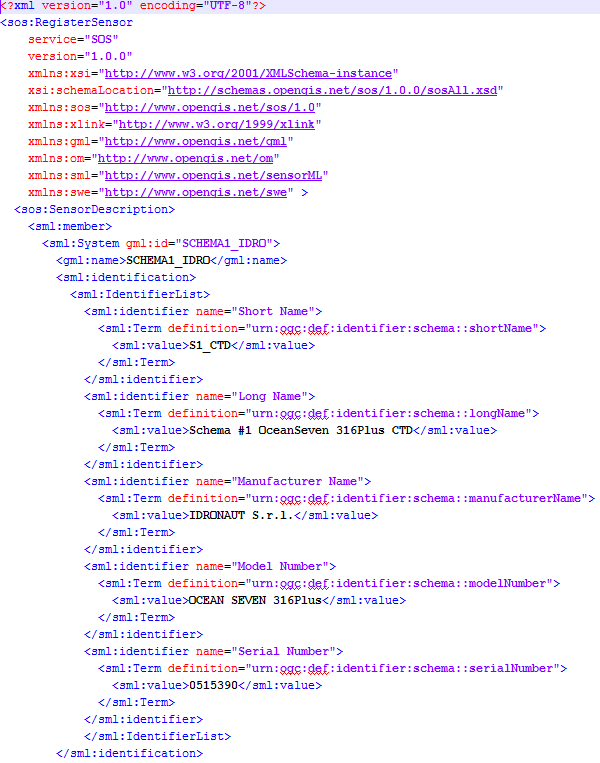 <?xml version="1.0" encoding="UTF-8"?>
<sos:RegisterSensor
    service="SOS"
    version="1.0.0"
    xmlns:xsi="http://www.w3.org/2001/XMLSchema-instance"
    xsi:schemaLocation="http://schemas.opengis.net/sos/1.0.0/sosAll.xsd"
    xmlns:sos="http://www.opengis.net/sos/1.0"
    xmlns:xlink="http://www.w3.org/1999/xlink"
    xmlns:gml="http://www.opengis.net/gml"
    xmlns:om="http://www.opengis.net/om"
    xmlns:sml="http://www.opengis.net/sensorML"
    xmlns:swe="http://www.opengis.net/swe" >
  <sos:SensorDescription>
    <sml:member>
      <sml:System gml:id="SCHEMA1_IDRO">
        <gml:name>SCHEMA1_IDRO</gml:name>
        <sml:identification>
          <sml:IdentifierList>
            <sml:identifier name="Short Name">
              <sml:Term definition="urn:ogc:def:identifier:schema::shortName">
                <sml:value>S1_CTD</sml:value>
              </sml:Term>
            </sml:identifier>
            <sml:identifier name="Long Name">
              <sml:Term definition="urn:ogc:def:identifier:schema::longName">
                <sml:value>Schema #1 OceanSeven 316Plus CTD</sml:value>
              </sml:Term>
            </sml:identifier>
            <sml:identifier name="Manufacturer Name">
              <sml:Term definition="urn:ogc:def:identifier:schema::manufacturerName">
                <sml:value>IDRONAUT S.r.l.</sml:value>
              </sml:Term>
            </sml:identifier>
            <sml:identifier name="Model Number">
              <sml:Term definition="urn:ogc:def:identifier:schema::modelNumber">
                <sml:value>OCEAN SEVEN 316Plus</sml:value>
              </sml:Term>
            </sml:identifier>
            <sml:identifier name="Serial Number">
              <sml:Term definition="urn:ogc:def:identifier:schema::serialNumber">
                <sml:value>0515390</sml:value>
              </sml:Term>
            </sml:identifier>
            </sml:IdentifierList>
        </sml:identification>